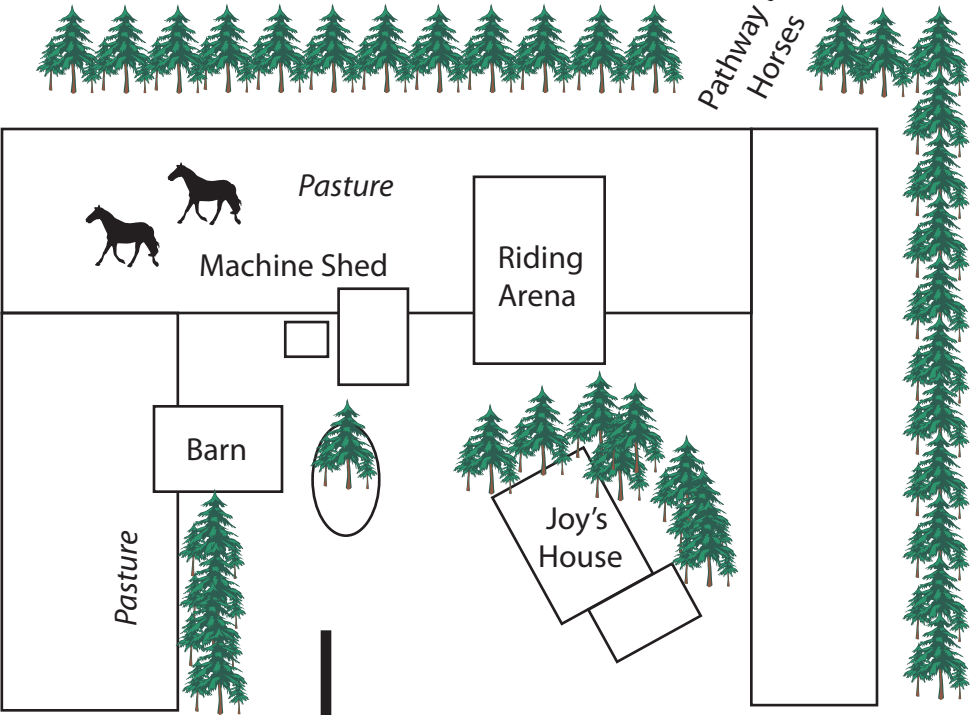 Pathway
Horses
Pasture
Machine Shed
Riding
Arena
Barn
Joy's
House
Pasture